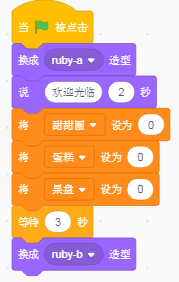 当 被点击
换成 ruby-a 造型
说 欢迎光临 2 秒
将 甜甜圈 设为 0
将 蛋糕 设为 0
将 果盘 设为 0
等待 3 秒
换成 ruby-b 造型